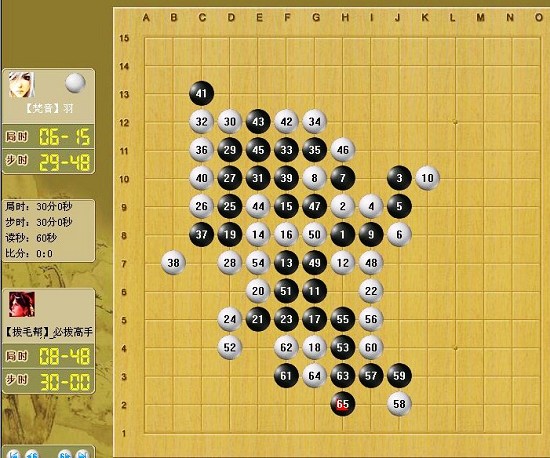 【梵音】羽
局时 06-15
步时 29-48
局时：30分0秒
步时：30分0秒
读秒：60秒
比分：0:0
【拔毛帮】必拔高手
局时 08-48
步时 30-00
A B C D E F G H I J K L M N O
15
14
13 41
12 32 30 43 42 34
11 36 29 45 33 35 46
10 40 27 31 39 8 7 3 10
9 26 25 44 15 47 2 4 5
8 37 19 14 16 50 1 9 6
7 38 28 54 13 49 12 48
6 20 51 11 22
5 24 21 23 17 55 56
4 52 62 18 53 60
3 61 64 63 57 59
2 65 58
1